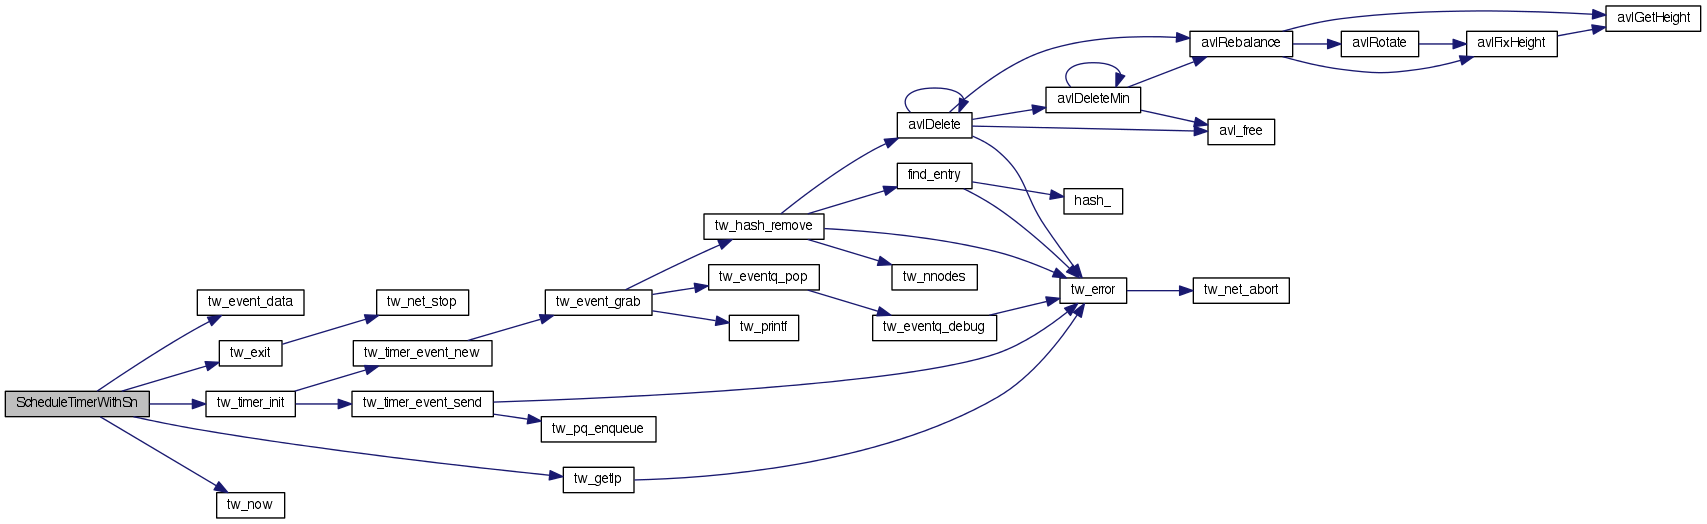 avlGetHeight
avlRebalance
avlRotate
avlFixHeight
avlDeleteMin
avlDelete
avl_free
find_entry
hash_
tw_hash_remove
tw_eventq_pop
tw_nnodes
tw_error
tw_net_abort
tw_event_data
tw_net_stop
tw_event_grab
tw_printf
tw_eventq_debug
tw_exit
tw_timer_event_new
ScheduleTimerWithSn
tw_timer_init
tw_timer_event_send
tw_pq_enqueue
tw_getlp
tw_now